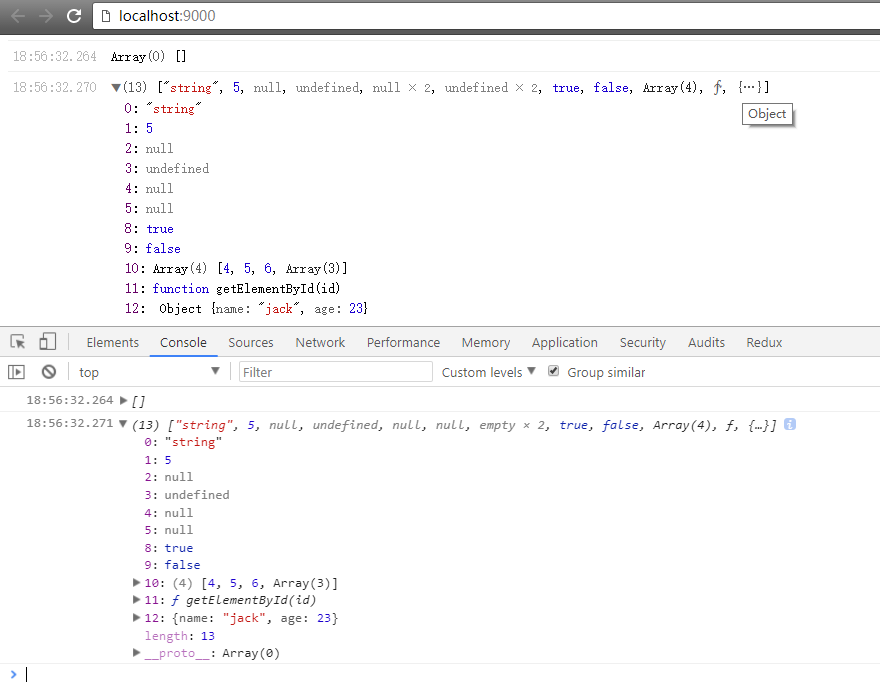 localhost:9000
18:56:32.264 Array(0) []
18:56:32.270 ▼(13) ["string", 5, null, undefined, null × 2, undefined × 2, true, false, Array(4), ƒ, {…}]
Object
0: "string"
1: 5
2: null
3: undefined
4: null
5: null
8: true
9: false
10: Array(4) [4, 5, 6, Array(3)]
11: function getElementById(id)
12: Object {name: "jack", age: 23}
Elements Console Sources Network Performance Memory Application Security Audits Redux
top ▼ Filter Custom levels ▼ Group similar
18:56:32.264 ▶ []
18:56:32.271 ▼ (13) ["string", 5, null, undefined, null, null, empty × 2, true, false, Array(4), ƒ, {…}] i
0: "string"
1: 5
2: null
3: undefined
4: null
5: null
8: true
9: false
▶ 10: (4) [4, 5, 6, Array(3)]
▶ 11: ƒ getElementById(id)
▶ 12: {name: "jack", age: 23}
length: 13
▶ __proto__: Array(0)
>